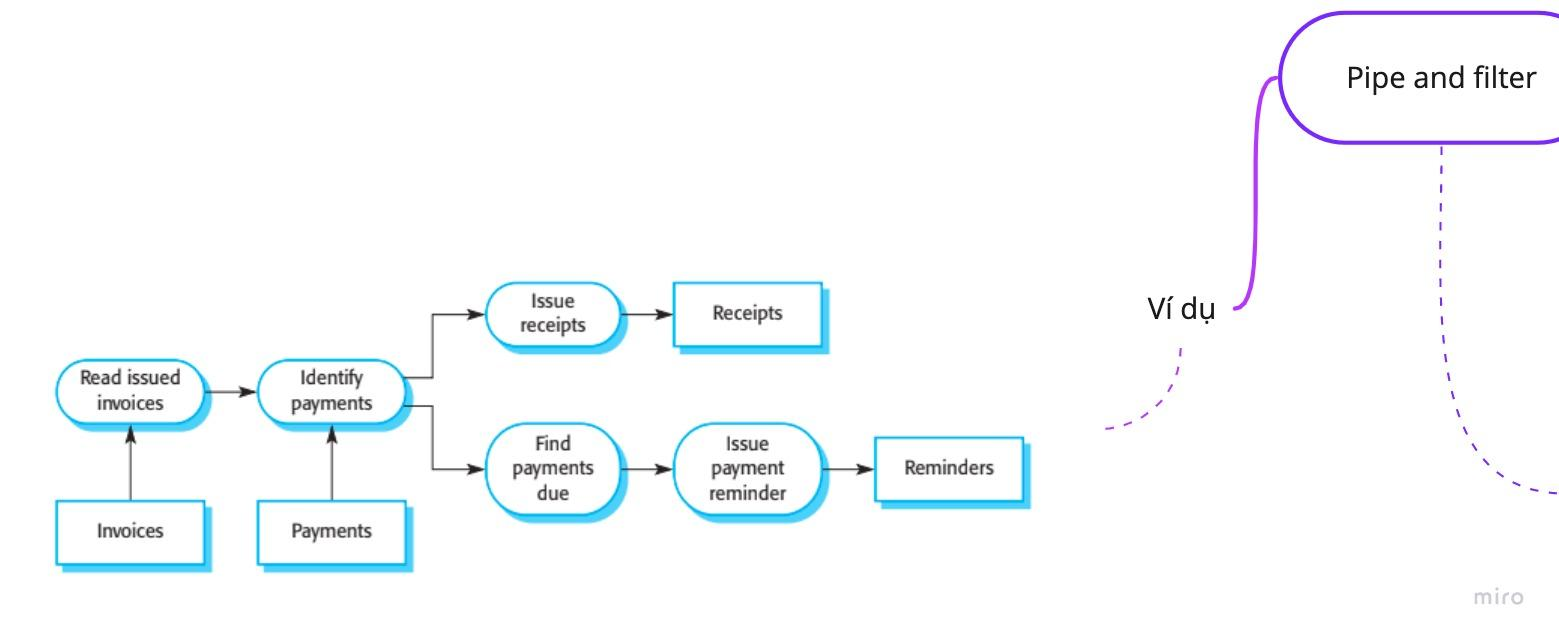 Pipe and filter
Ví dụ
Issue
receipts
Receipts
Read issued
invoices
Identify
payments
Find
payments
due
Issue
payment
reminder
Reminders
Invoices
Payments
miro